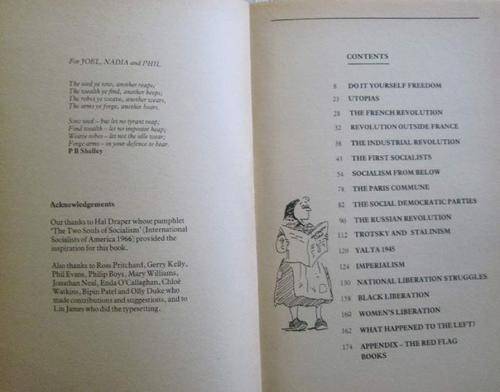 For JOEL, NADIA and PHIL
The seed ye sow, another reaps;
The wealth ye find, another keeps;
The robes ye weave, another wears,
The arms ye forge, another bears.
Sow seed – but let no tyrant reap;
Find wealth – let no impostor heap;
Weave robes – let not the idle wear;
Forge arms – in your defence to bear.
P B Shelley
Acknowledgements
Our thanks to Hal Draper whose pamphlet
'The Two Souls of Socialism' (International
Socialists of America 1966) provided the
inspiration for this book.
Also thanks to Ross Pritchard, Gerry Kelly,
Phil Evans, Philip Boys, Mary Williams,
Jonathan Neal, Enda O'Callaghan, Chloë
Watkins, Bipin Patel and Olly Duke who
made contributions and suggestions, and to
Lin James who did the typesetting.
CONTENTS
8 DO IT YOURSELF FREEDOM
23 UTOPIAS
28 THE FRENCH REVOLUTION
32 REVOLUTION OUTSIDE FRANCE
38 THE INDUSTRIAL REVOLUTION
43 THE FIRST SOCIALISTS
54 SOCIALISM FROM BELOW
78 THE PARIS COMMUNE
82 THE SOCIAL DEMOCRATIC PARTIES
90 THE RUSSIAN REVOLUTION
112 TROTSKY AND STALINISM
120 YALTA 1945
124 IMPERIALISM
130 NATIONAL LIBERATION STRUGGLES
158 BLACK LIBERATION
160 WOMEN'S LIBERATION
162 WHAT HAPPENED TO THE LEFT?
174 APPENDIX – THE RED FLAG
BOOKS